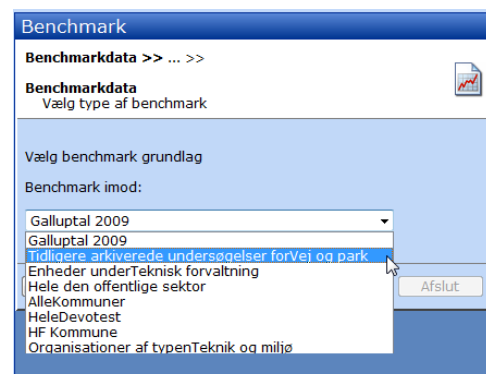 Benchmark
Benchmarkdata >> ... >>
Benchmarkdata
Vælg type af benchmark
Vælg benchmark grundlag
Benchmark imod:
Galluptal 2009
Galluptal 2009
Tidligere arkiverede undersøgelser forVej og park
Enheder underTeknisk forvaltning
Hele den offentlige sektor
Afslut
AlleKommuner
HeleDevotest
HF Kommune
Organisationer af typenTeknik og miljø